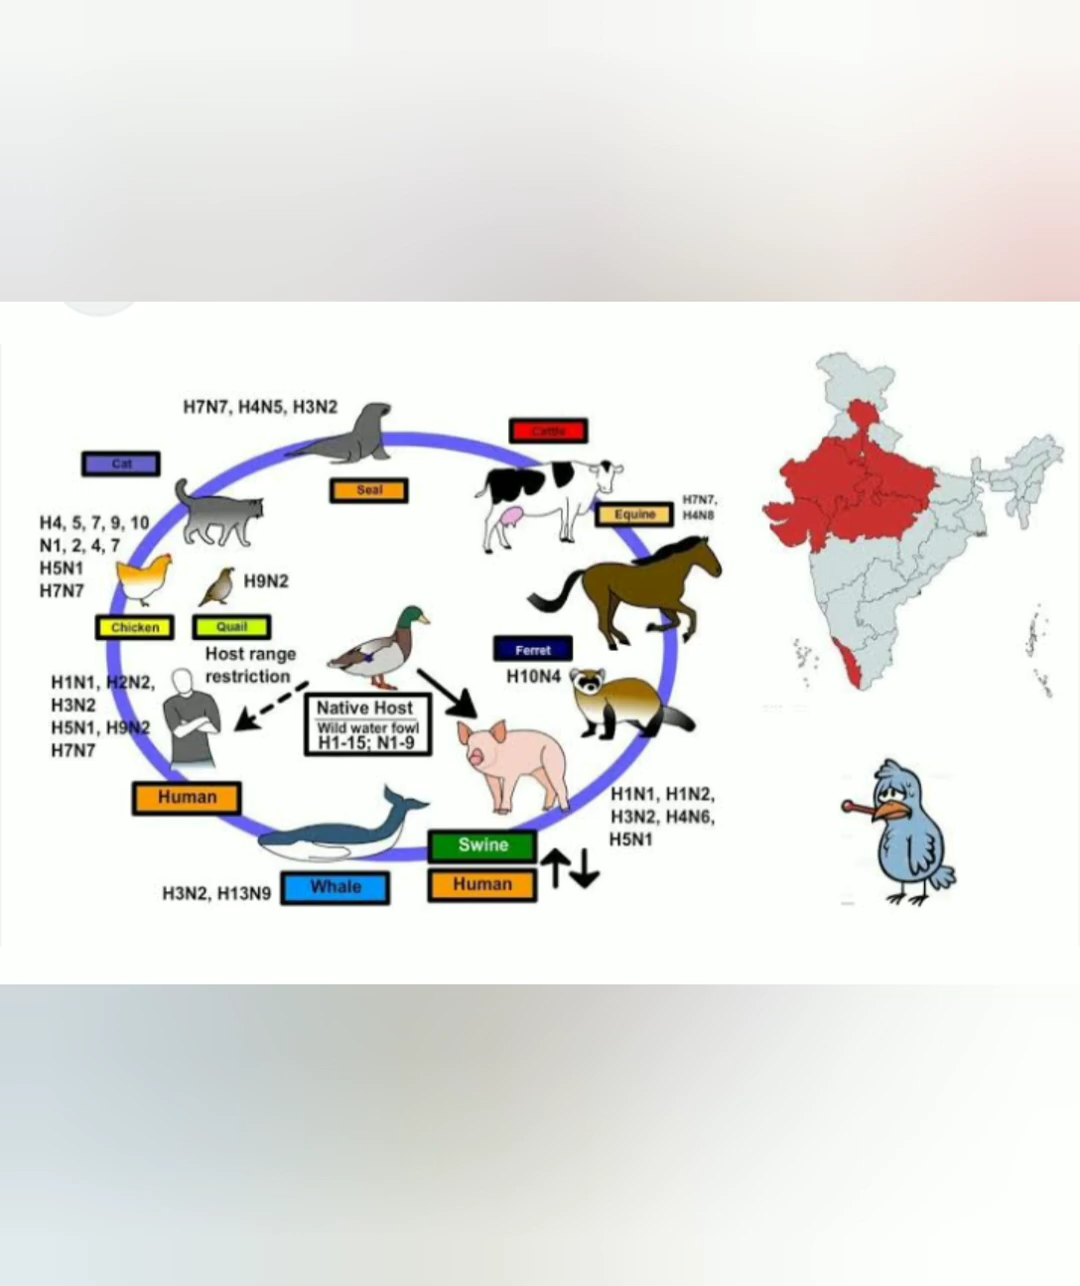 H7N7, H4N5, H3N2
Seal
Cattle
Cat
H4, 5, 7, 9, 10
N1, 2, 4, 7
H5N1
H7N7
Chicken
H9N2
Quail
Equine
H7N7,
H4N8
Ferret
H10N4
Host range
restriction
Native Host
Wild water fowl
H1-15; N1-9
H1N1, H2N2,
H3N2
H5N1, H9N2
H7N7
Human
H1N1, H1N2,
H3N2, H4N6,
H5N1
Swine
Human
H3N2, H13N9
Whale